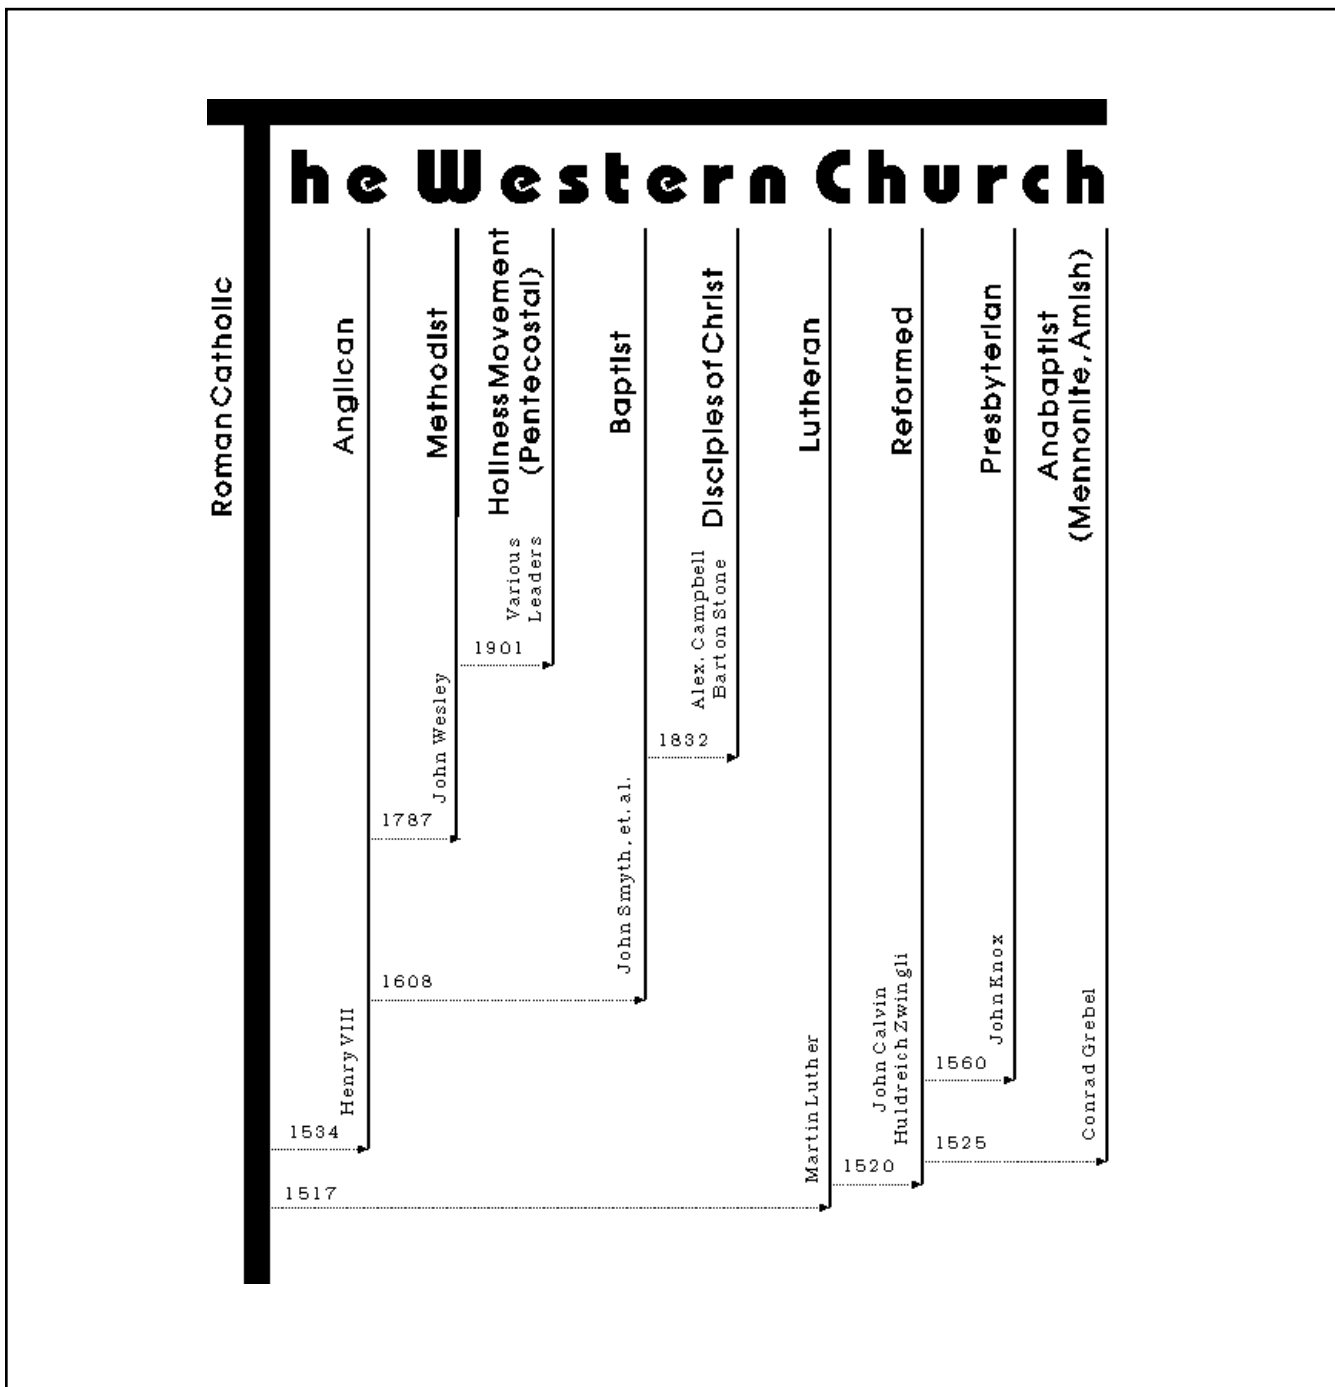 The Western Church
Roman Catholic
Anglican
Methodist
Holiness Movement
(Pentecostal)
Baptist
Disciples of Christ
Lutheran
Reformed
Presbyterian
Anabaptist
(Mennonite, Amish)
Various
Leaders
1901
Alex. Campbell
Barton Stone
1832
John Wesley
1787
John Smyth, et. al.
1608
Henry VIII
1534
Martin Luther
1517
John Calvin
Huldreich Zwingli
1520
John Knox
1560
Conrad Grebel
1525